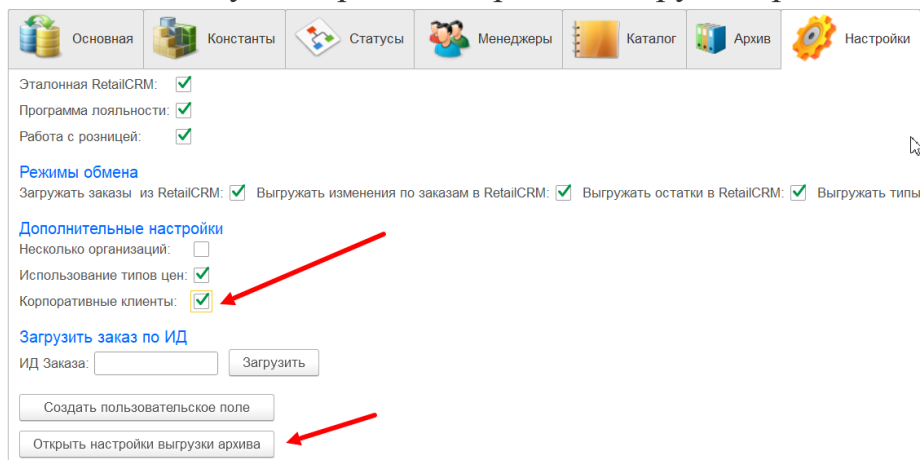 Основная Константы Статусы Менеджеры Каталог Архив Настройки
Эталонная RetailCRM:
Программа лояльности:
Работа с розницей:
Режимы обмена
Загружать заказы из RetailCRM: Выгружать изменения по заказам в RetailCRM: Выгружать остатки в RetailCRM: Выгружать типы
Дополнительные настройки
Несколько организаций:
Использование типов цен:
Корпоративные клиенты:
Загрузить заказ по ИД
ИД Заказа: Загрузить
Создать пользовательское поле
Открыть настройки выгрузки архива